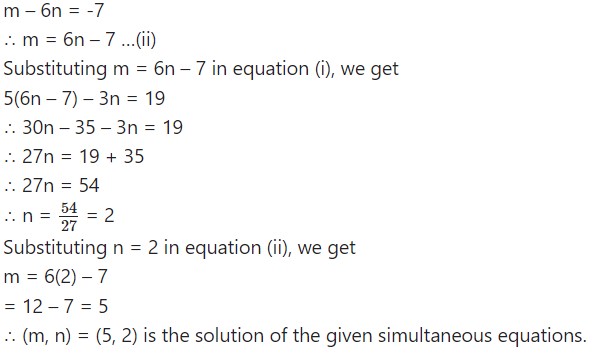 m – 6n = -7
∴ m = 6n – 7 …(ii)
Substituting m = 6n – 7 in equation (i), we get
5(6n – 7) – 3n = 19
∴ 30n – 35 – 3n = 19
∴ 27n = 19 + 35
∴ 27n = 54
∴ n = 54/27 = 2
Substituting n = 2 in equation (ii), we get
m = 6(2) – 7
= 12 – 7 = 5
∴ (m, n) = (5, 2) is the solution of the given simultaneous equations.